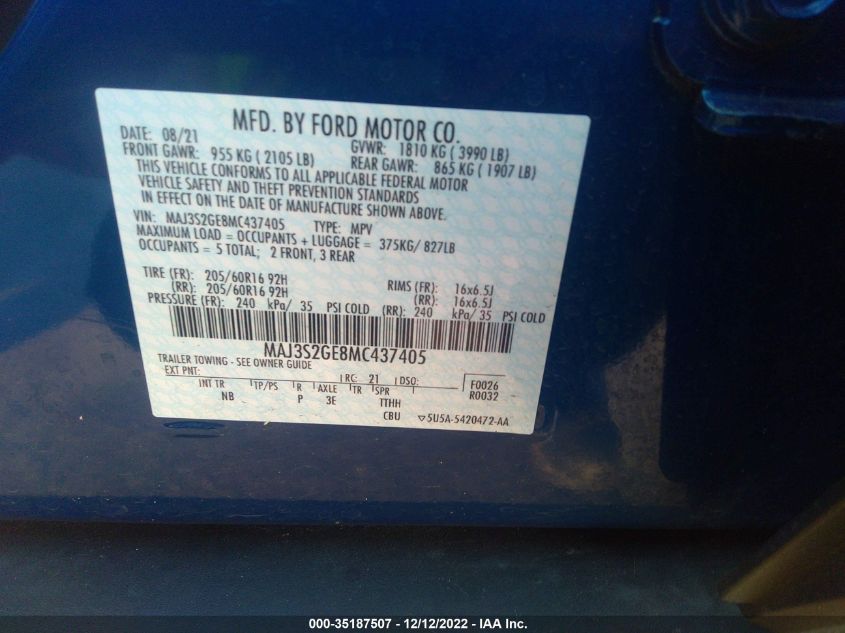 MFD. BY FORD MOTOR CO.
DATE: 08/21 GVWR: 1810 KG ( 3990 LB)
FRONT GAWR: 955 KG ( 2105 LB) REAR GAWR: 865 KG ( 1907 LB)
THIS VEHICLE CONFORMS TO ALL APPLICABLE FEDERAL MOTOR
VEHICLE SAFETY AND THEFT PREVENTION STANDARDS
IN EFFECT ON THE DATE OF MANUFACTURE SHOWN ABOVE.
VIN: MAJ3S2GE8MC437405 TYPE: MPV
MAXIMUM LOAD = OCCUPANTS + LUGGAGE = 375KG/ 827LB
OCCUPANTS = 5 TOTAL; 2 FRONT, 3 REAR
TIRE (FR): 205/60R16 92H RIMS (FR): 16x6.5J
(RR): 205/60R16 92H (RR): 16x6.5J
PRESSURE (FR): 240 kPa/ 35 PSI COLD (RR): 240 kPa/ 35 PSI COLD
MAJ3S2GE8MC437405
TRAILER TOWING - SEE OWNER GUIDE
EXT PNT: RC: 21 DSO: F0026
INT TR TP/PS R AXLE TR SPR R0032
NB P 3E TTHH
CBU ▽5U5A-5420472-AA
000-35187507 - 12/12/2022 - IAA Inc.